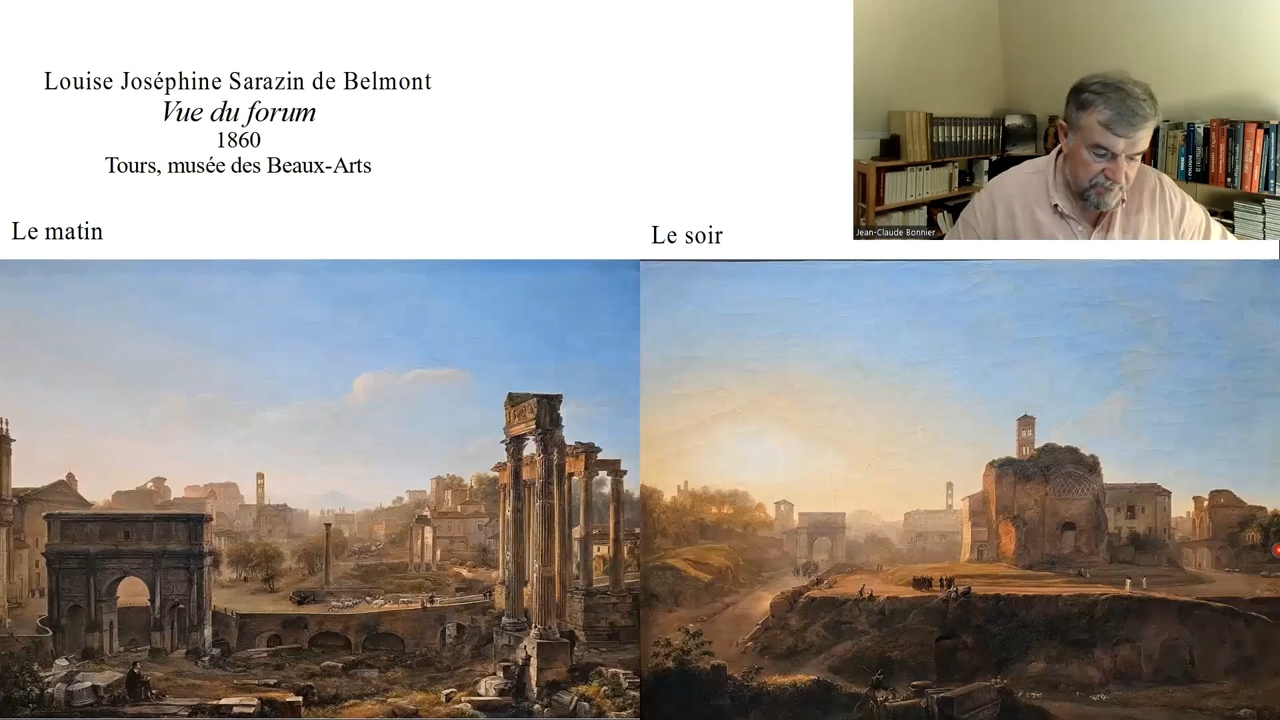 Louise Joséphine Sarazin de Belmont
Vue du forum
1860
Tours, musée des Beaux-Arts
Le matin
Le soir
Jean-Claude Bonnier